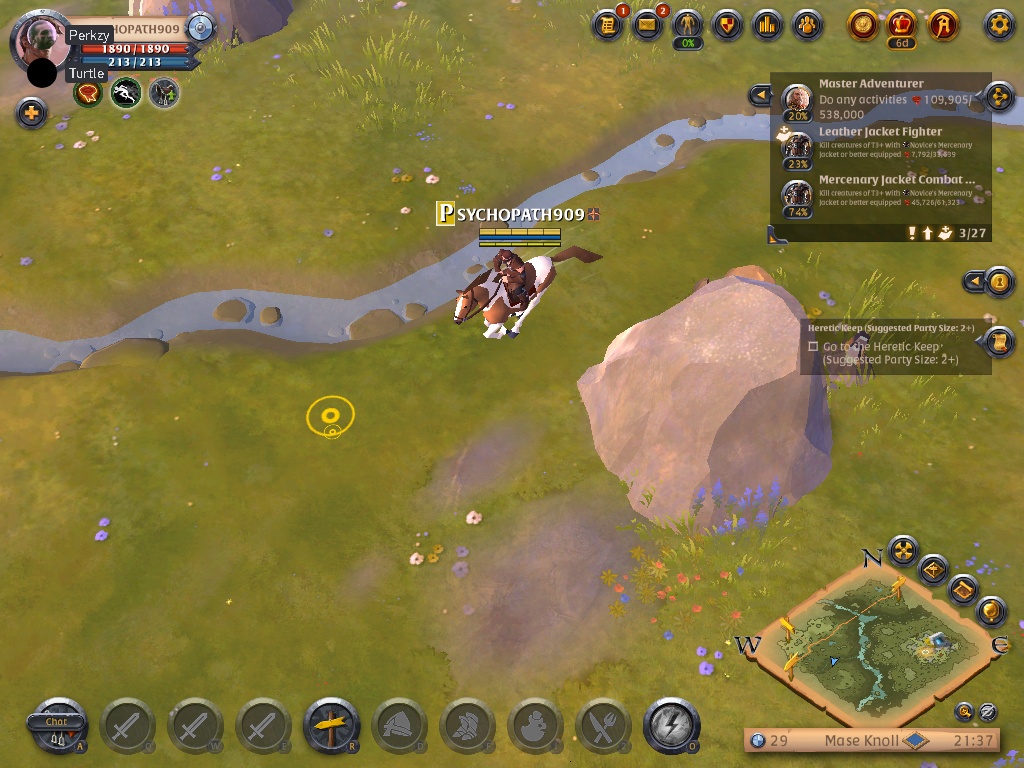 Perkzy
HOPATH909
1890 / 1890
213 / 213
Turtle
1
2
0%
6d
Master Adventurer
Do any activities 109,905/
538,000
20%
Leather Jacket Fighter
Kill creatures of T3+ with Novice's Mercenary
Jacket or better equipped
23%
Mercenary Jacket Combat ...
Kill creatures of T3+ with Novice's Mercenary
Jacket or better equipped 45,726/61,323
74%
3/27
PSYCHOPATH909
Heretic Keep (Suggested Party Size: 2+)
Go to the Heretic Keep
(Suggested Party Size: 2+)
N
W
E
Chat
A
Q
W
E
R
D
F
O
29
Mase Knoll
21:37